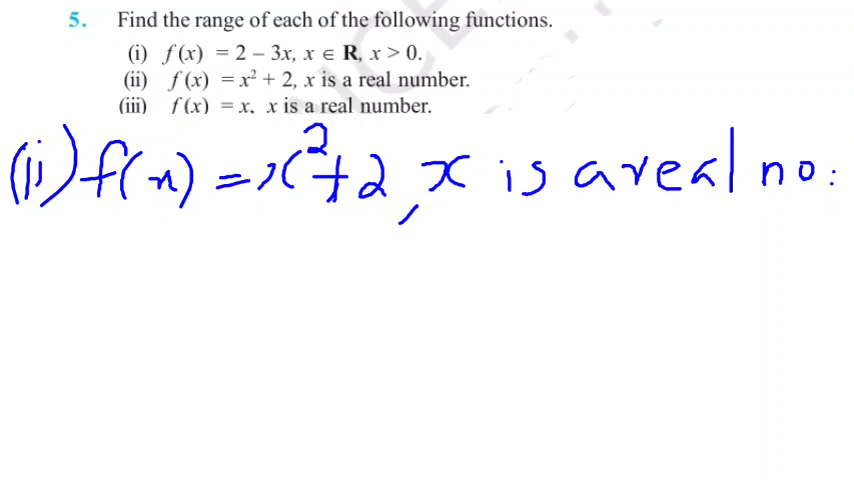 5. Find the range of each of the following functions.
(i) f(x) = 2 – 3x, x ∈ R, x > 0.
(ii) f(x) = x² + 2, x is a real number.
(iii) f(x) = x, x is a real number.
(ii) f(x) = x² + 2, x is a real no: